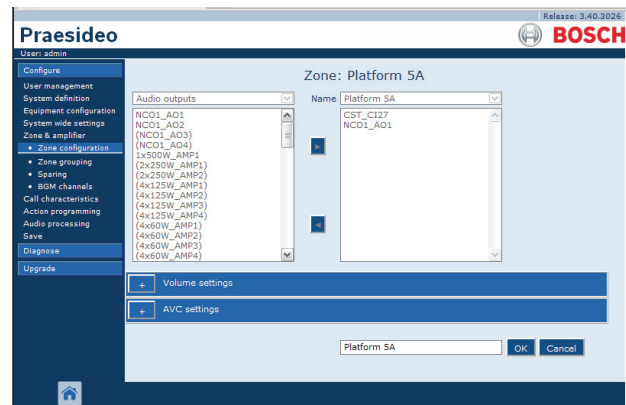 Release: 3.40.3026
Praesideo
BOSCH
User: admin
Configure
User management
System definition
Equipment configuration
System wide settings
Zone & amplifier
• Zone configuration
• Zone grouping
• Sparing
• BGM channels
Call characteristics
Action programming
Audio processing
Save
Diagnose
Upgrade
Zone: Platform 5A
Audio outputs
NCO1_AO1
NCO1_AO2
(NCO1_AO3)
(NCO1_AO4)
1x500W_AMP1
(2x250W_AMP1)
(2x250W_AMP2)
(4x125W_AMP1)
(4x125W_AMP2)
(4x125W_AMP3)
(4x125W_AMP4)
(4x60W_AMP1)
(4x60W_AMP2)
(4x60W_AMP3)
(4x60W_AMP4)
Name Platform 5A
CST_CI27
NCO1_AO1
+ Volume settings
+ AVC settings
Platform 5A
OK Cancel